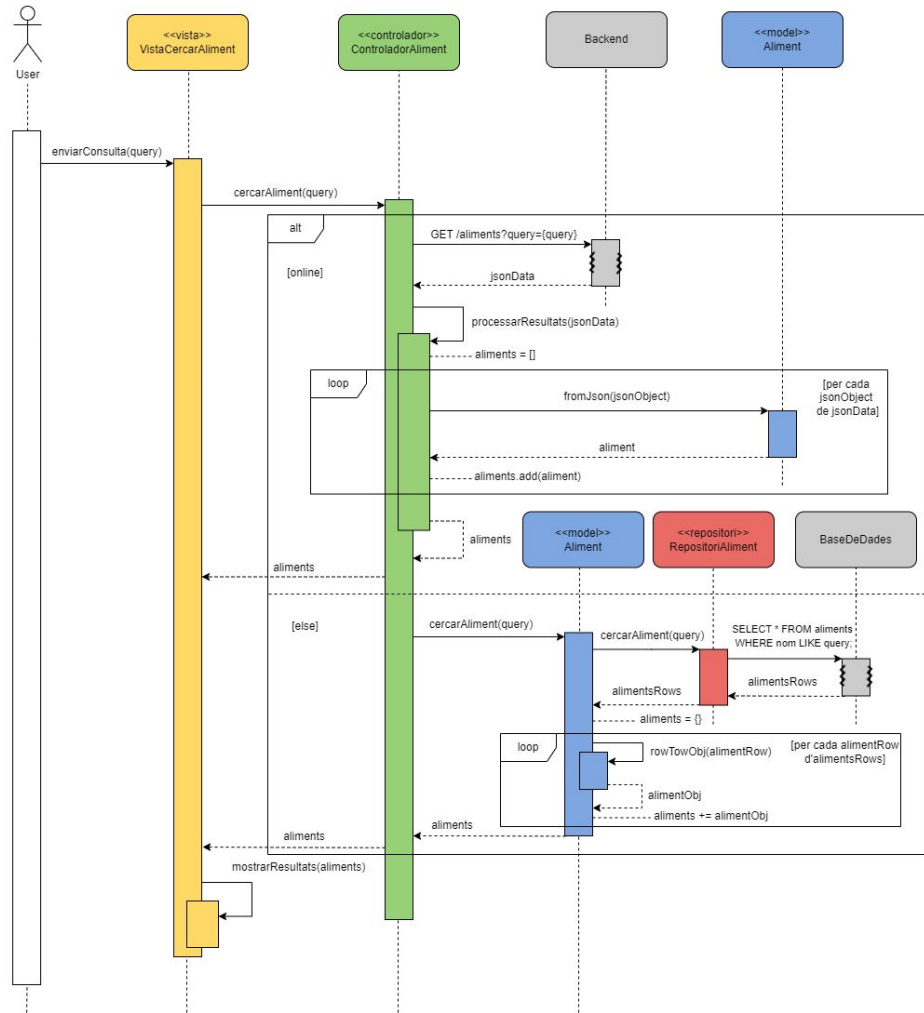 <<vista>>
VistaCercarAliment
<<controlador>>
ControladorAliment
Backend
<<model>>
Aliment
User
enviarConsulta(query)
cercarAliment(query)
alt
GET /aliments?query={query}
[online]
jsonData
processarResultats(jsonData)
aliments = []
loop
[per cada
jsonObject
de jsonData]
fromJson(jsonObject)
aliment
aliments.add(aliment)
aliments
<<model>>
Aliment
<<repositori>>
RepositoriAliment
BaseDeDades
aliments
[else]
cercarAliment(query)
cercarAliment(query)
SELECT * FROM aliments
WHERE nom LIKE query;
alimentsRows
alimentsRows
aliments = {}
loop
rowTowObj(alimentRow)
[per cada alimentRow
d'alimentsRows]
alimentObj
aliments += alimentObj
aliments
aliments
mostrarResultats(aliments)